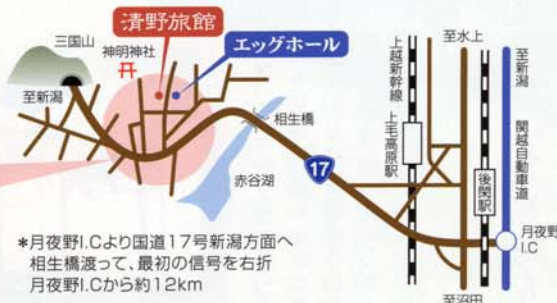 清野旅館
エッグホール
三国山
神明神社
至新潟
相生橋
赤谷湖
17
至水上
至新潟
上越新幹線
上毛高原駅
後閑駅
関越自動車道
月夜野
I.C
至沼田
*月夜野I.Cより国道17号新潟方面へ
相生橋渡って、最初の信号を右折
月夜野I.Cから約12km